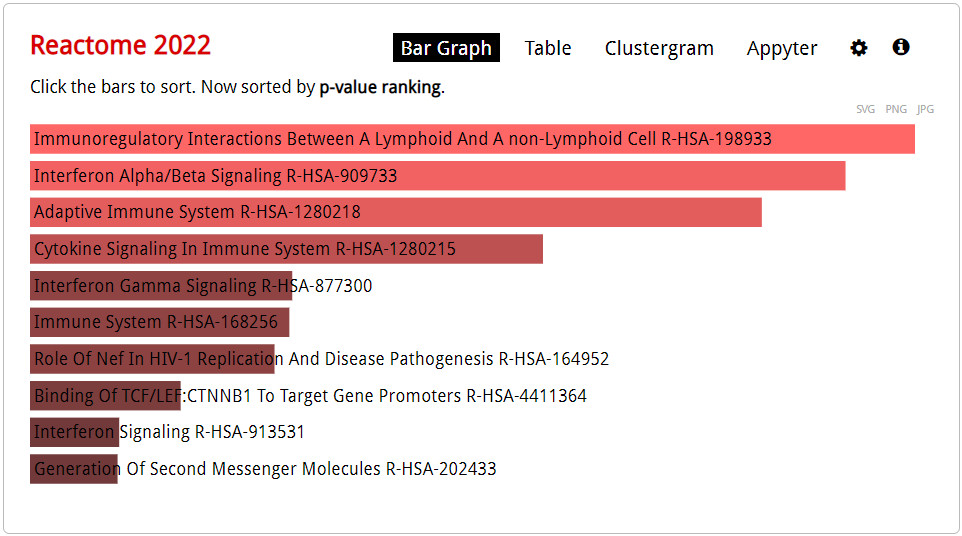 Reactome 2022
Bar Graph Table Clustergram Appyter
Click the bars to sort. Now sorted by p-value ranking.
SVG PNG JPG
Immunoregulatory Interactions Between A Lymphoid And A non-Lymphoid Cell R-HSA-198933
Interferon Alpha/Beta Signaling R-HSA-909733
Adaptive Immune System R-HSA-1280218
Cytokine Signaling In Immune System R-HSA-1280215
Interferon Gamma Signaling R-HSA-877300
Immune System R-HSA-168256
Role Of Nef In HIV-1 Replication And Disease Pathogenesis R-HSA-164952
Binding Of TCF/LEF:CTNNB1 To Target Gene Promoters R-HSA-4411364
Interferon Signaling R-HSA-913531
Generation Of Second Messenger Molecules R-HSA-202433